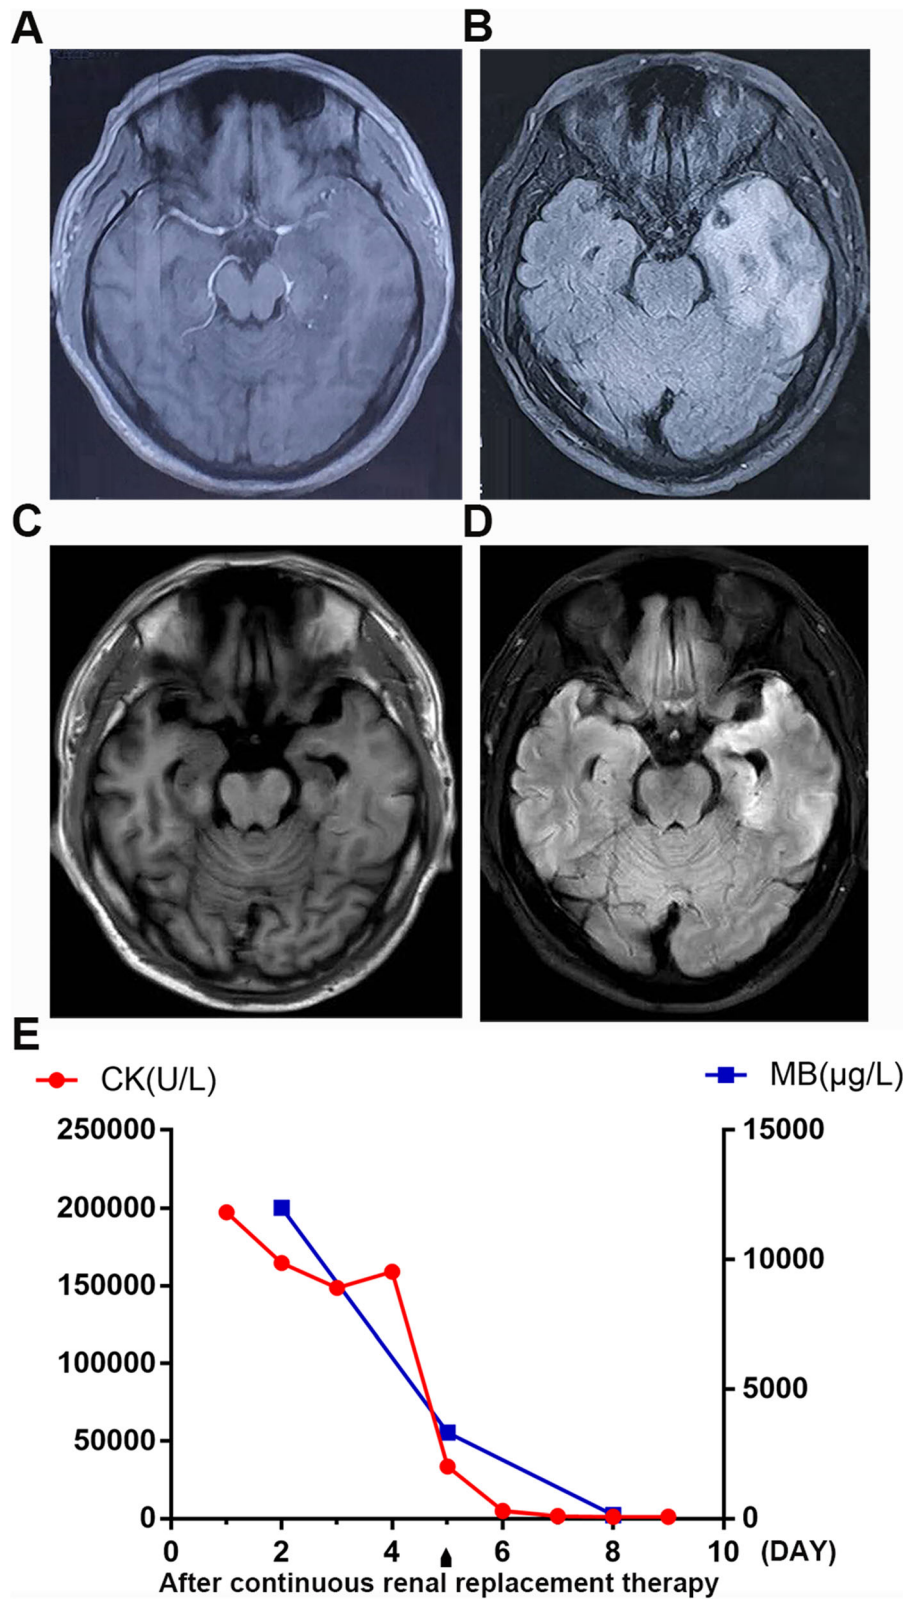 A
B
C
D
E
CK(U/L)
MB(µg/L)
250000
200000
150000
100000
50000
0
15000
10000
5000
0
0 2 4 6 8 10 (DAY)
After continuous renal replacement therapy